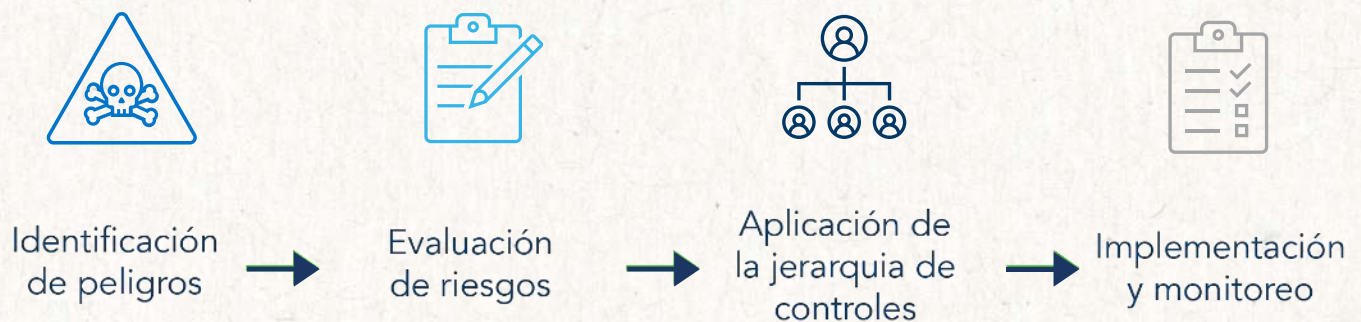 Identificación
de peligros
Evaluación
de riesgos
Aplicación de
la jerarquia de
controles
Implementación
y monitoreo